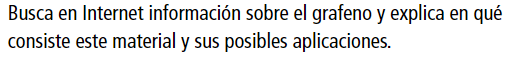 Busca en Internet información sobre el grafeno y explica en qué
consiste este material y sus posibles aplicaciones.